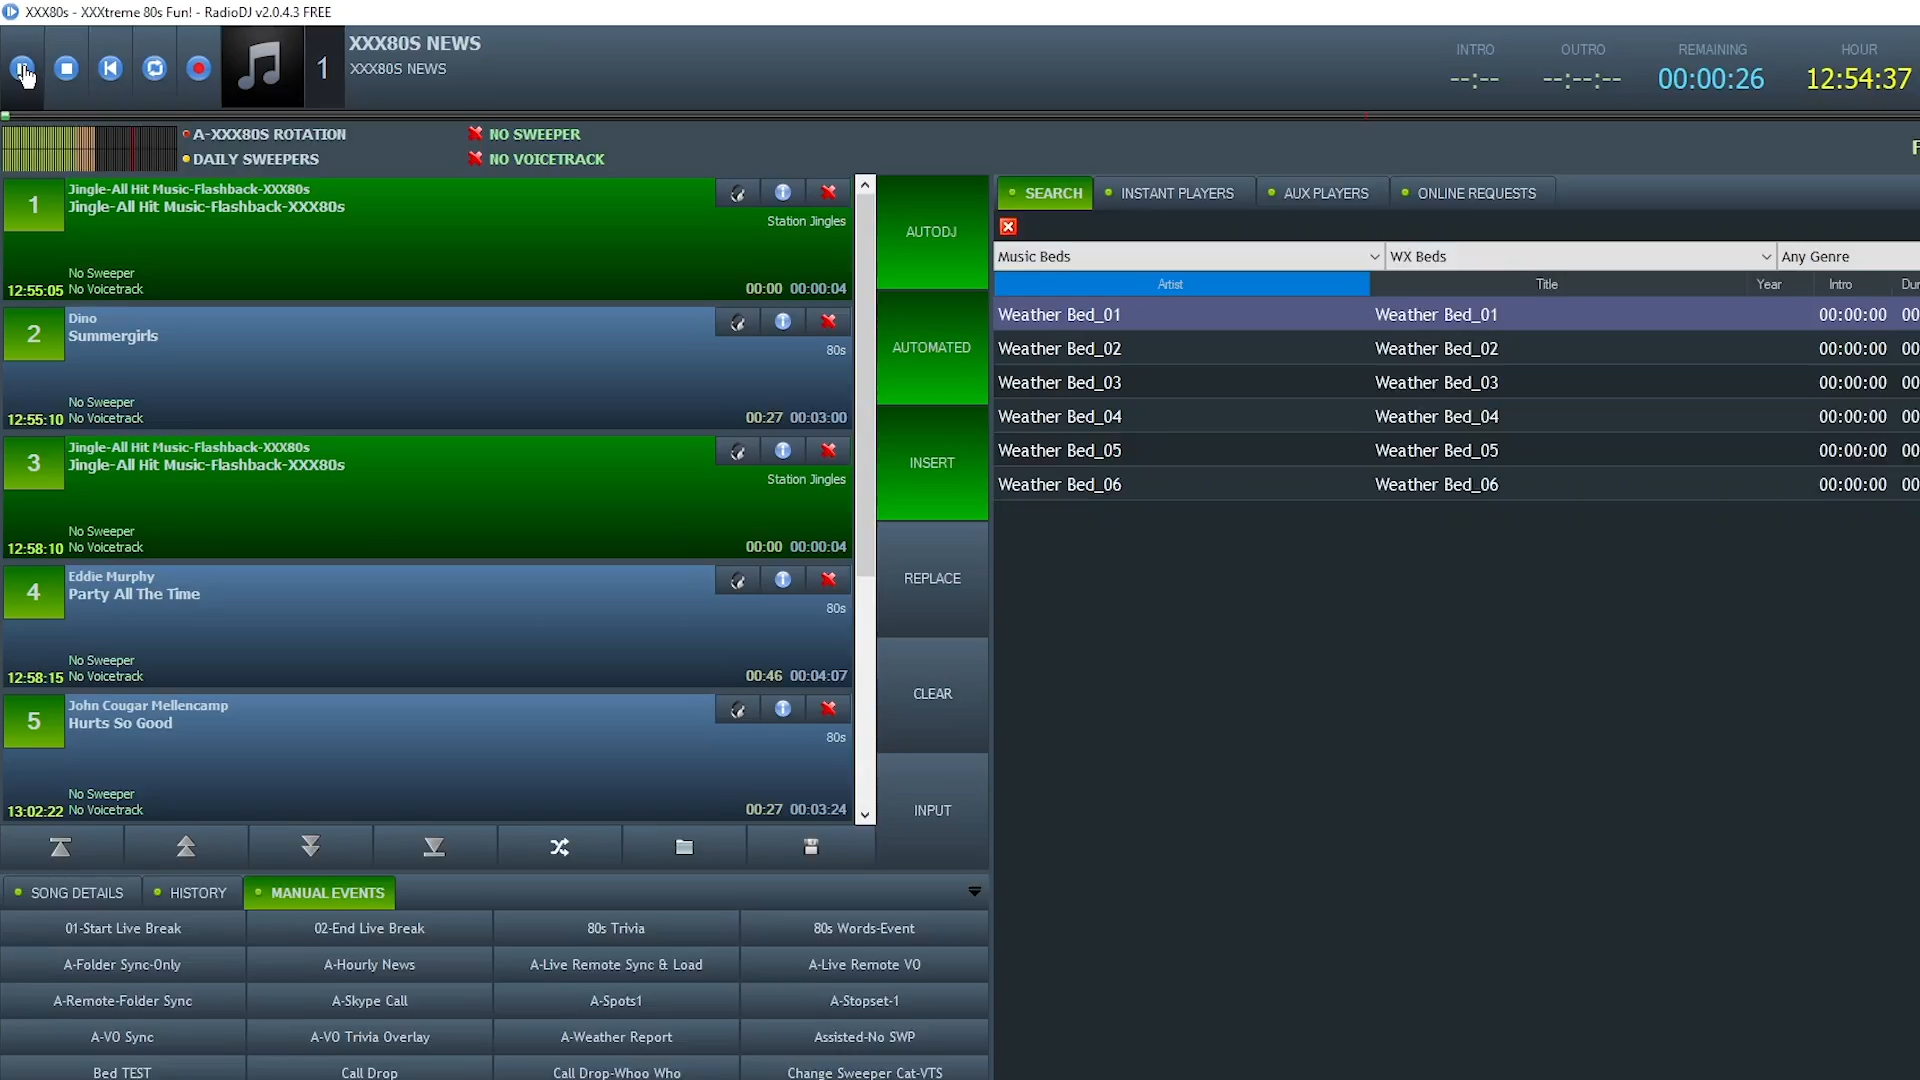 XXX80s - XXXtreme 80s Fun! - RadioDJ v2.0.4.3 FREE
1
XXX80S NEWS
XXX80S NEWS
INTRO
--:--
OUTRO
--:--:--
REMAINING
00:00:26
HOUR
12:54:37
A-XXX80S ROTATION
DAILY SWEEPERS
NO SWEEPER
NO VOICETRACK
1
Jingle-All Hit Music-Flashback-XXX80s
Jingle-All Hit Music-Flashback-XXX80s
Station Jingles
No Sweeper
12:55:05 No Voicetrack
00:00 00:00:04
2
Dino
Summergirls
80s
No Sweeper
12:55:10 No Voicetrack
00:27 00:03:00
3
Jingle-All Hit Music-Flashback-XXX80s
Jingle-All Hit Music-Flashback-XXX80s
Station Jingles
No Sweeper
12:58:10 No Voicetrack
00:00 00:00:04
4
Eddie Murphy
Party All The Time
80s
No Sweeper
12:58:15 No Voicetrack
00:46 00:04:07
5
John Cougar Mellencamp
Hurts So Good
80s
No Sweeper
13:02:22 No Voicetrack
00:27 00:03:24
AUTODJ
AUTOMATED
INSERT
REPLACE
CLEAR
INPUT
SEARCH
INSTANT PLAYERS
AUX PLAYERS
ONLINE REQUESTS
Music Beds
WX Beds
Any Genre
Artist Title Year Intro Dur
Weather Bed_01 Weather Bed_01 00:00:00 00
Weather Bed_02 Weather Bed_02 00:00:00 00
Weather Bed_03 Weather Bed_03 00:00:00 00
Weather Bed_04 Weather Bed_04 00:00:00 00
Weather Bed_05 Weather Bed_05 00:00:00 00
Weather Bed_06 Weather Bed_06 00:00:00 00
SONG DETAILS
HISTORY
MANUAL EVENTS
01-Start Live Break 02-End Live Break 80s Trivia 80s Words-Event
A-Folder Sync-Only A-Hourly News A-Live Remote Sync & Load A-Live Remote VO
A-Remote-Folder Sync A-Skype Call A-Spots1 A-Stopset-1
A-VO Sync A-VO Trivia Overlay A-Weather Report Assisted-No SWP
Bed TEST Call Drop Call Drop-Whoo Who Change Sweeper Cat-VTS